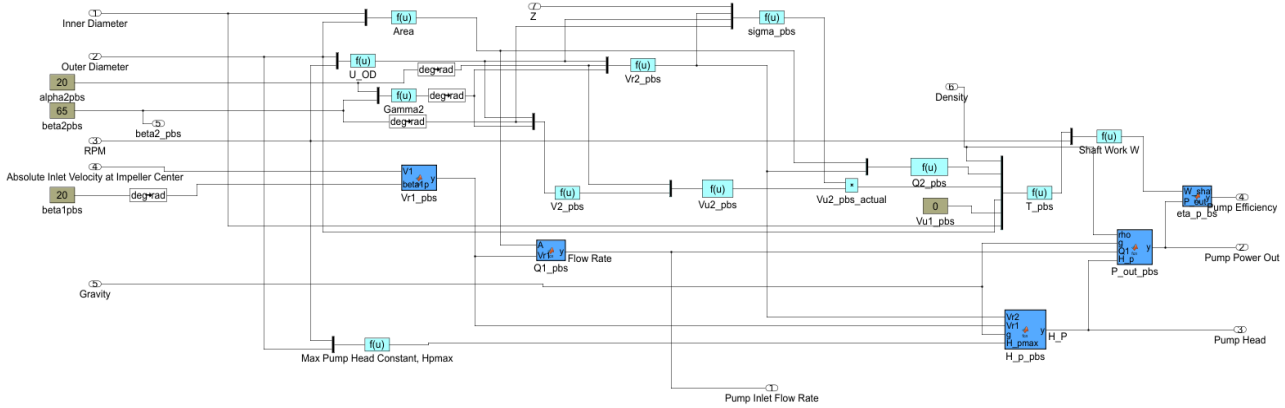 1
Inner Diameter
f(u)
Area
7
Z
f(u)
sigma_pbs
2
Outer Diameter
f(u)
U_OD
deg→rad
f(u)
Vr2_pbs
20
alpha2pbs
6
Density
f(u)
Gamma2
deg→rad
65
beta2pbs
5
beta2_pbs
deg→rad
3
RPM
f(u)
Shaft Work W
4
Absolute Inlet Velocity at Impeller Center
V1
beta1p
y
Vr1_pbs
f(u)
Q2_pbs
20
beta1pbs
deg→rad
f(u)
V2_pbs
f(u)
Vu2_pbs
Vu2_pbs_actual
0
Vu1_pbs
f(u)
T_pbs
W_sha
P_out
y
eta_p_bs
4
Pump Efficiency
A
Vr1
y
Q1_pbs
Flow Rate
rho
g
Q1
H_p
y
P_out_pbs
2
Pump Power Out
5
Gravity
Vr2
Vr1
g
H_pmax
y
H_P
H_p_pbs
3
Pump Head
f(u)
Max Pump Head Constant, Hpmax
1
Pump Inlet Flow Rate